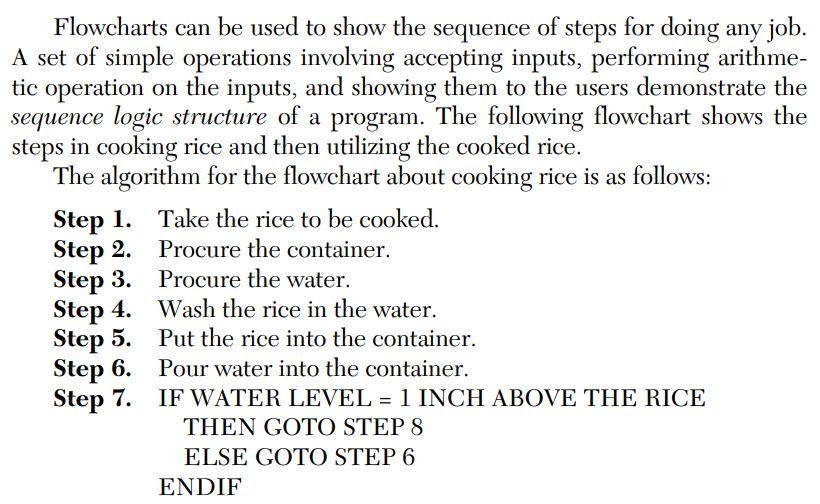 Flowcharts can be used to show the sequence of steps for doing any job.
A set of simple operations involving accepting inputs, performing arithme-
tic operation on the inputs, and showing them to the users demonstrate the
sequence logic structure of a program. The following flowchart shows the
steps in cooking rice and then utilizing the cooked rice.
The algorithm for the flowchart about cooking rice is as follows:
Step 1. Take the rice to be cooked.
Step 2. Procure the container.
Step 3. Procure the water.
Step 4. Wash the rice in the water.
Step 5. Put the rice into the container.
Step 6. Pour water into the container.
Step 7. IF WATER LEVEL = 1 INCH ABOVE THE RICE
THEN GOTO STEP 8
ELSE GOTO STEP 6
ENDIF